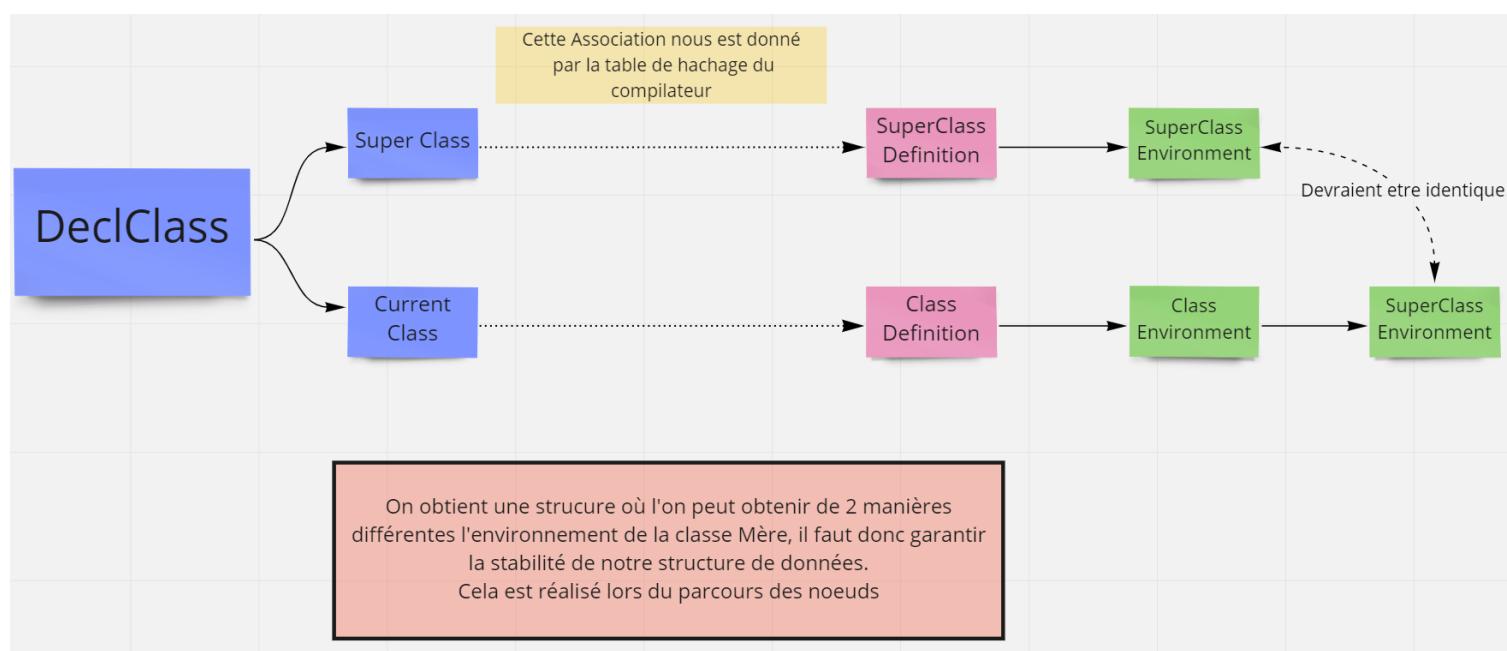 Cette Association nous est donné
par la table de hachage du
compilateur
Super Class
SuperClass
Definition
SuperClass
Environment
Devraient etre identique
DeclClass
Current
Class
Class
Definition
Class
Environment
SuperClass
Environment
On obtient une strucure où l'on peut obtenir de 2 manières
différentes l'environnement de la classe Mère, il faut donc garantir
la stabilité de notre structure de données.
Cela est réalisé lors du parcours des noeuds